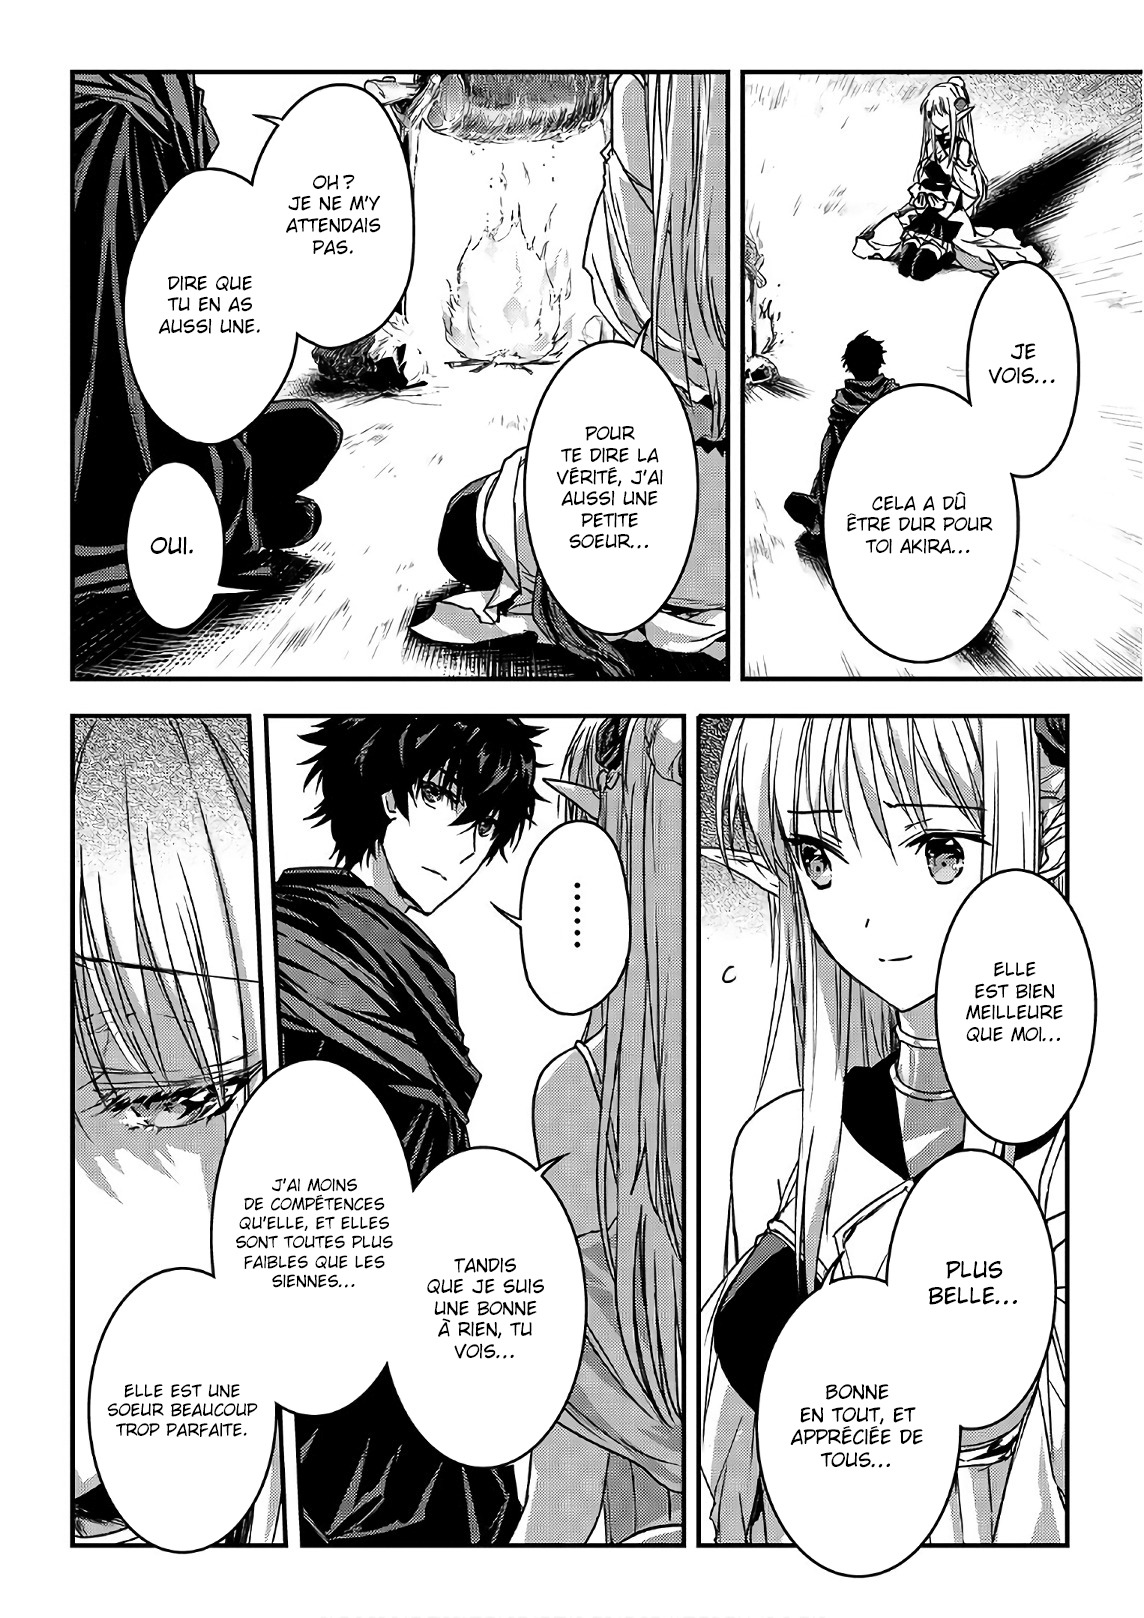 JE
VOIS...
CELA A DÛ
ÊTRE DUR POUR
TOI AKIRA...
POUR
TE DIRE LA
VÉRITÉ, J'AI
AUSSI UNE
PETITE
SOEUR...
OH?
JE NE M'Y
ATTENDAIS
PAS.
DIRE QUE
TU EN AS
AUSSI UNE.
OUI.
ELLE
EST BIEN
MEILLEURE
QUE MOI...
PLUS
BELLE...
BONNE
EN TOUT, ET
APPRÉCIÉE DE
TOUS...
......
TANDIS
QUE JE SUIS
UNE BONNE
À RIEN, TU
VOIS...
J'AI MOINS
DE COMPÉTENCES
QU'ELLE, ET ELLES
SONT TOUTES PLUS
FAIBLES QUE LES
SIENNES...
ELLE EST UNE
SOEUR BEAUCOUP
TROP PARFAITE.